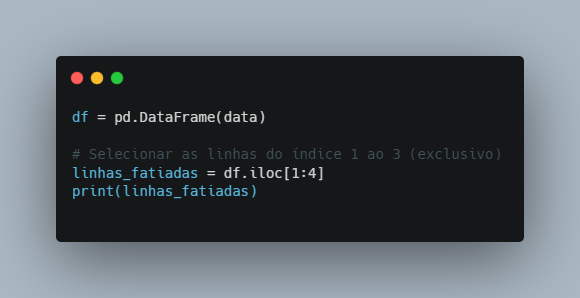 df = pd.DataFrame(data)
# Selecionar as linhas do índice 1 ao 3 (exclusivo)
linhas_fatiadas = df.iloc[1:4]
print(linhas_fatiadas)